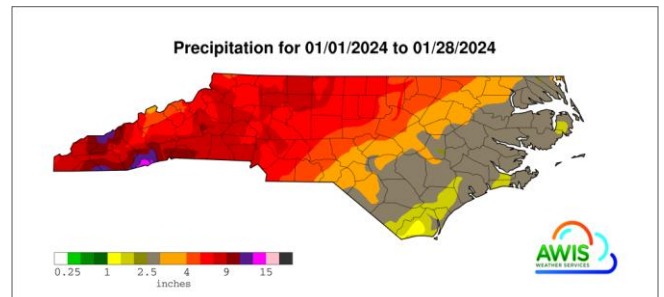 Precipitation for 01/01/2024 to 01/28/2024
0.25 1 2.5 4 9 15
inches
AWIS
WEATHER SERVICES